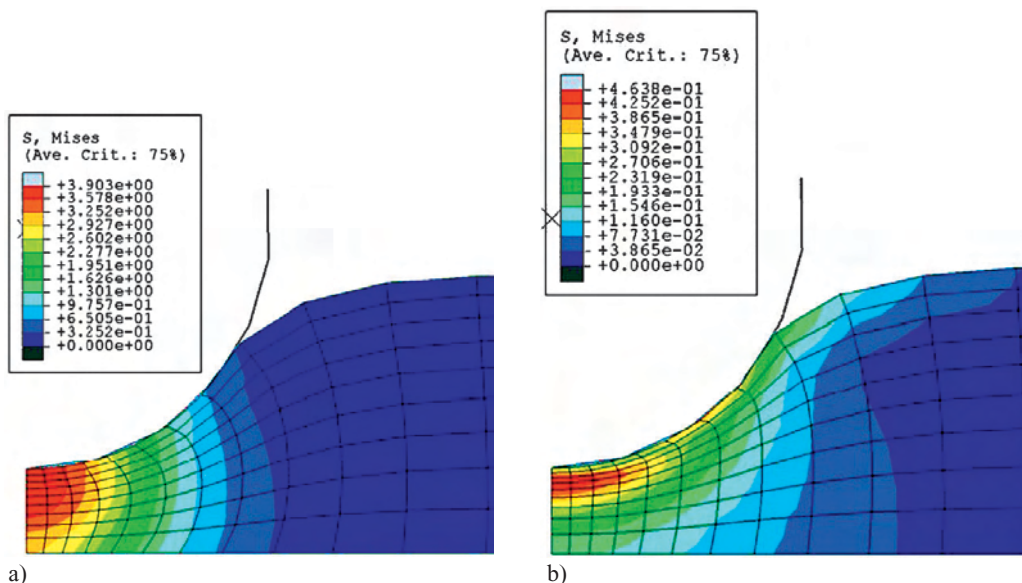 S, Mises
(Ave. Crit.: 75%)
+3.903e+00
+3.578e+00
+3.252e+00
+2.927e+00
+2.602e+00
+2.277e+00
+1.951e+00
+1.626e+00
+1.301e+00
+9.757e-01
+6.505e-01
+3.252e-01
+0.000e+00
a)
S, Mises
(Ave. Crit.: 75%)
+4.638e-01
+4.252e-01
+3.865e-01
+3.479e-01
+3.092e-01
+2.706e-01
+2.319e-01
+1.933e-01
+1.546e-01
+1.160e-01
+7.731e-02
+3.865e-02
+0.000e+00
b)